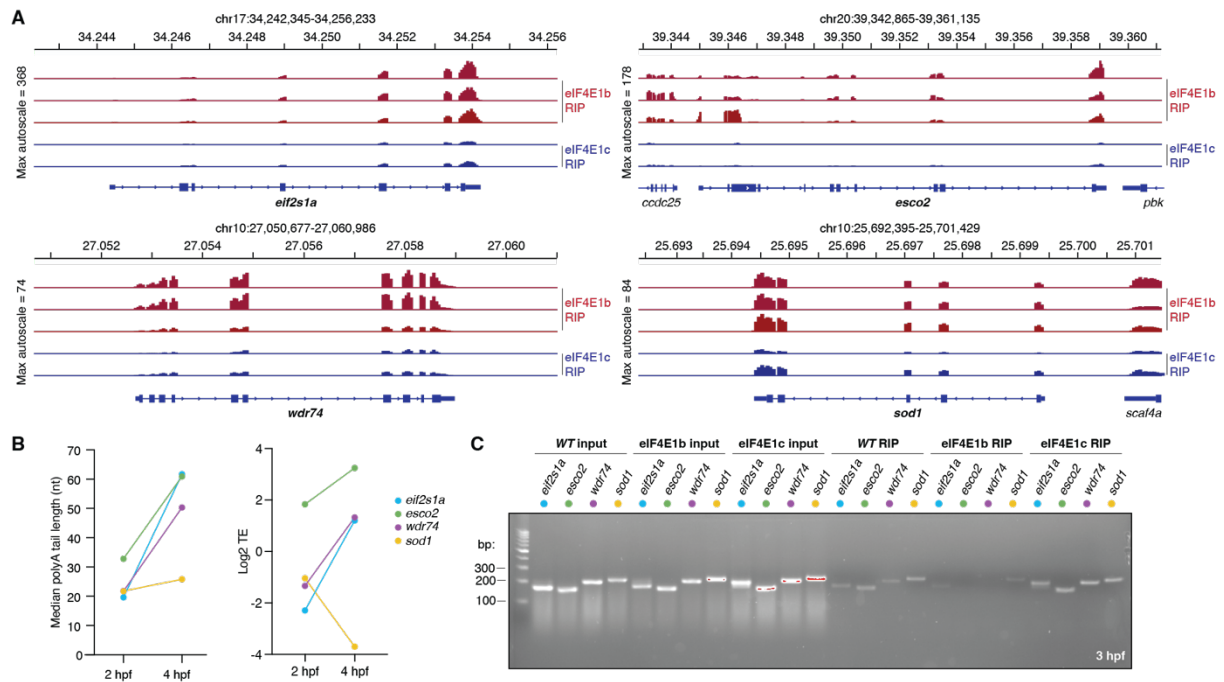 A
chr17:34,242,345-34,256,233
34.244 34.246 34.248 34.250 34.252 34.254 34.256
Max autoscale = 368
eIF4E1b
RIP
eIF4E1c
RIP
eif2s1a
chr20:39,342,865-39,361,135
39.344 39.346 39.348 39.350 39.352 39.354 39.356 39.358 39.360
Max autoscale = 178
eIF4E1b
RIP
eIF4E1c
RIP
ccdc25 esco2 pbk
chr10:27,050,677-27,060,986
27.052 27.054 27.056 27.058 27.060
Max autoscale = 74
eIF4E1b
RIP
eIF4E1c
RIP
wdr74
chr10:25,692,395-25,701,429
25.693 25.694 25.695 25.696 25.697 25.698 25.699 25.700 25.701
Max autoscale = 84
eIF4E1b
RIP
eIF4E1c
RIP
sod1 scaf4a
B
Median polyA tail length (nt)
70
60
50
40
30
20
10
0
2 hpf 4 hpf
Log2 TE
4
2
0
-2
-4
2 hpf 4 hpf
eif2s1a
esco2
wdr74
sod1
C
WT input eIF4E1b input eIF4E1c input WT RIP eIF4E1b RIP eIF4E1c RIP
eif2s1a esco2 wdr74 sod1 eif2s1a esco2 wdr74 sod1 eif2s1a esco2 wdr74 sod1 eif2s1a esco2 wdr74 sod1 eif2s1a esco2 wdr74 sod1 eif2s1a esco2 wdr74 sod1
bp:
300
200
100
3 hpf